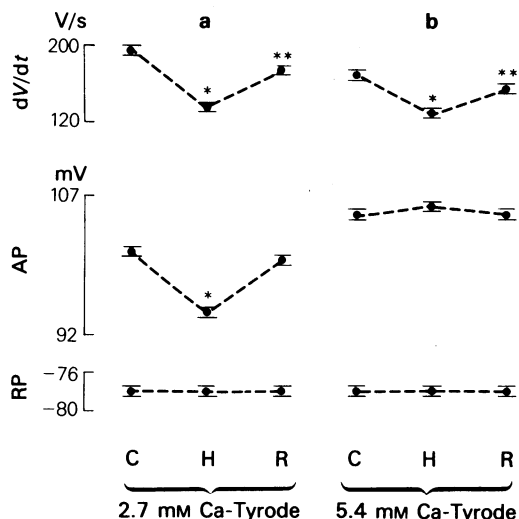 V/s
a
b
200
120
dV/dt
*
**
*
**
mV
107
92
AP
*
-76
-80
RP
C H R C H R
2.7 mM Ca-Tyrode 5.4 mM Ca-Tyrode